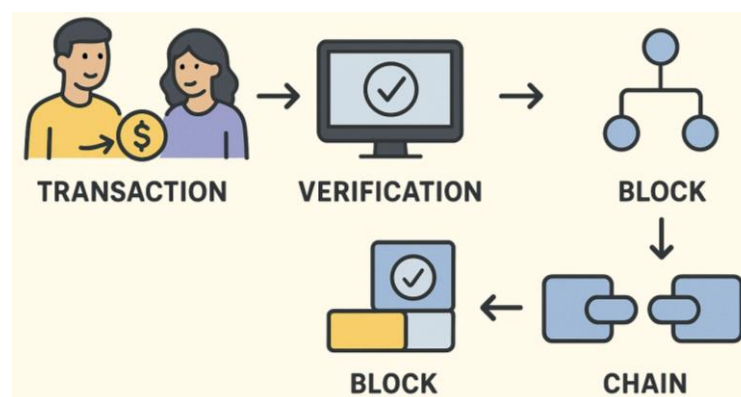 $
TRANSACTION
VERIFICATION
BLOCK
CHAIN
BLOCK